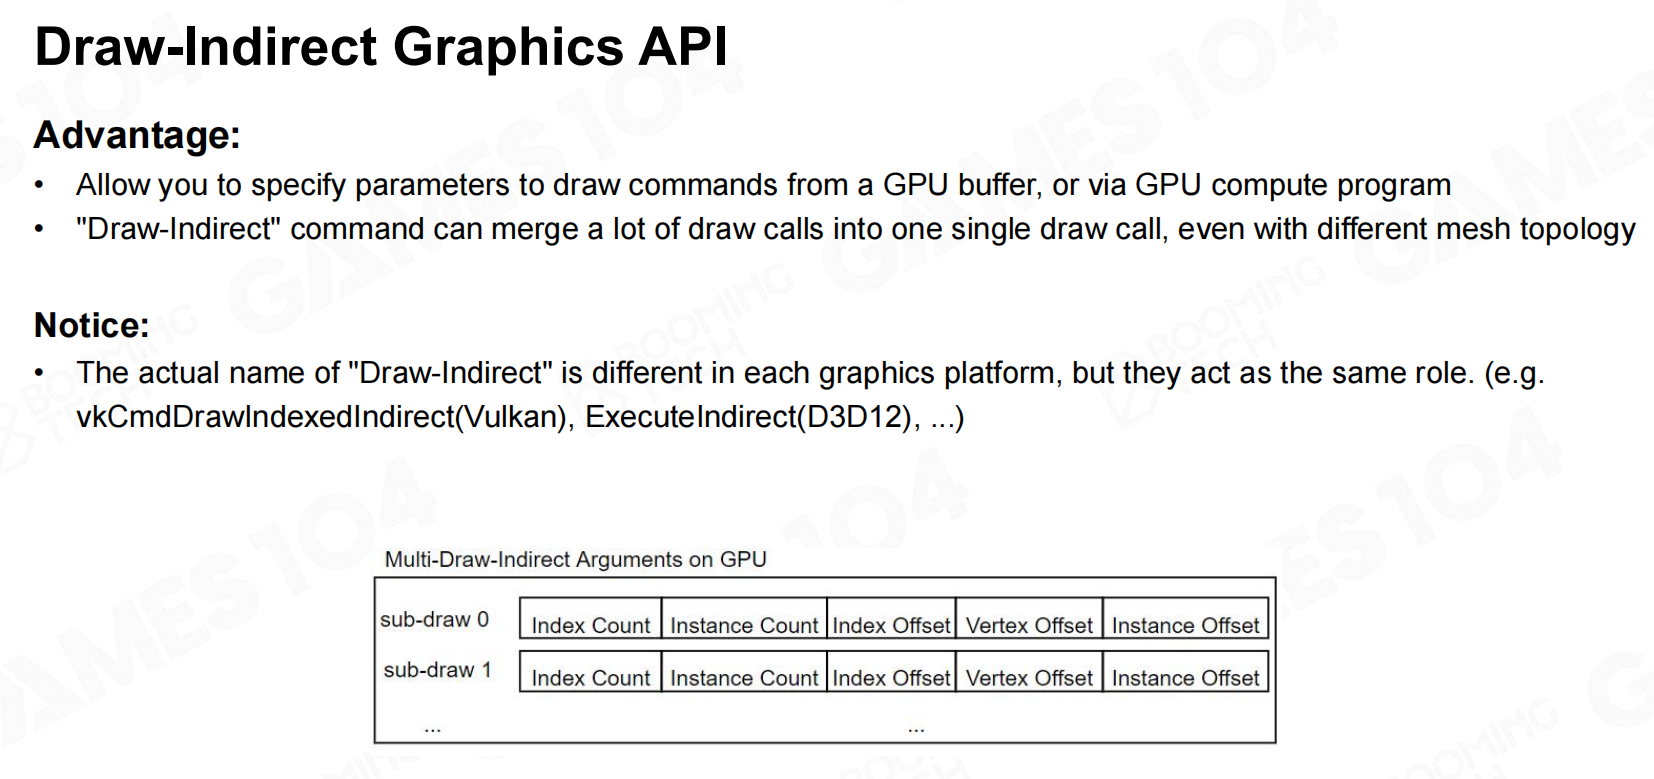 Draw-Indirect Graphics API
Advantage:
• Allow you to specify parameters to draw commands from a GPU buffer, or via GPU compute program
• "Draw-Indirect" command can merge a lot of draw calls into one single draw call, even with different mesh topology
Notice:
• The actual name of "Draw-Indirect" is different in each graphics platform, but they act as the same role. (e.g.
vkCmdDrawIndexedIndirect(Vulkan), ExecuteIndirect(D3D12), ...)
Multi-Draw-Indirect Arguments on GPU
sub-draw 0 Index Count Instance Count Index Offset Vertex Offset Instance Offset
sub-draw 1 Index Count Instance Count Index Offset Vertex Offset Instance Offset
... ...